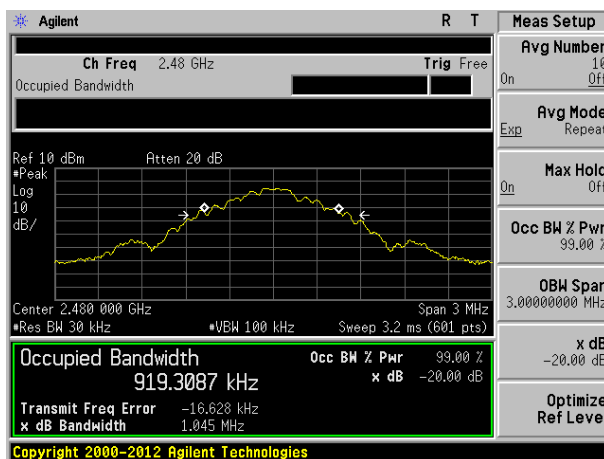 Agilent R T Meas Setup
Ch Freq 2.48 GHz Trig Free
Occupied Bandwidth
Ref 10 dBm Atten 20 dB
#Peak
Log
10
dB/
Center 2.480 000 GHz Span 3 MHz
#Res BW 30 kHz #VBW 100 kHz Sweep 3.2 ms (601 pts)
Occupied Bandwidth Occ BW % Pwr 99.00 %
919.3087 kHz x dB -20.00 dB
Transmit Freq Error -16.628 kHz
x dB Bandwidth 1.045 MHz
Copyright 2000-2012 Agilent Technologies
Avg Number
10
On Off
Avg Mode
Exp Repeat
Max Hold
On Off
Occ BW % Pwr
99.00 %
OBW Span
3.00000000 MHz
x dB
-20.00 dB
Optimize
Ref Level